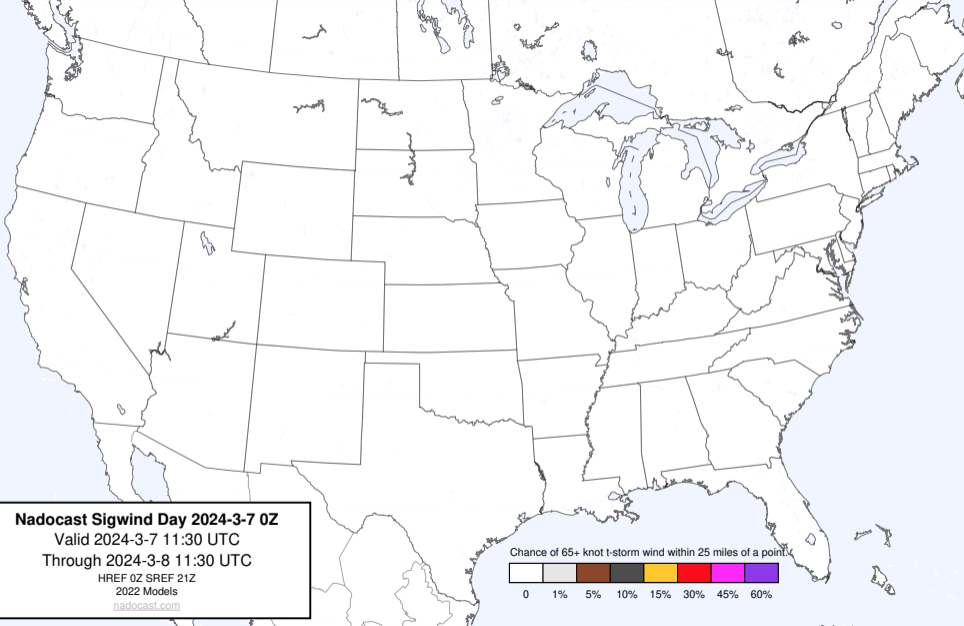 Nadocast Sigwind Day 2024-3-7 0Z
Valid 2024-3-7 11:30 UTC
Through 2024-3-8 11:30 UTC
HREF 0Z SREF 21Z
2022 Models
nadocast.com
Chance of 65+ knot t-storm wind within 25 miles of a point.
0 1% 5% 10% 15% 30% 45% 60%